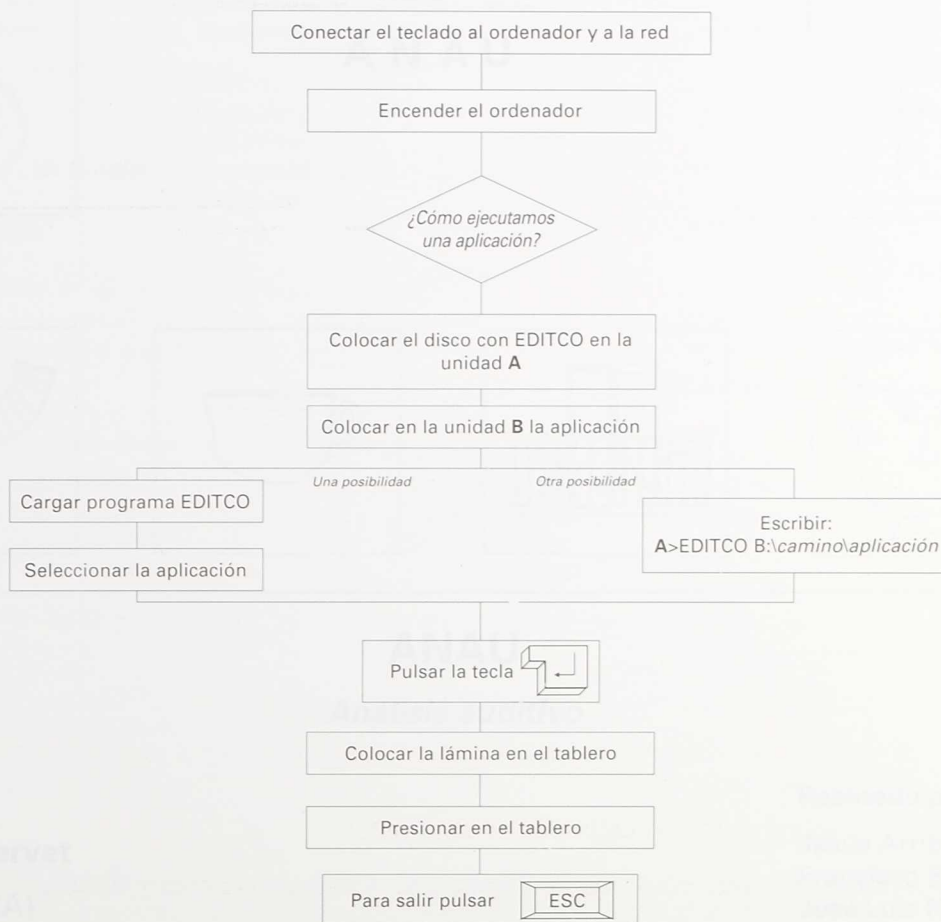 Conectar el teclado al ordenador y a la red
Encender el ordenador
¿Cómo ejecutamos
una aplicación?
Colocar el disco con EDITCO en la
unidad A
Colocar en la unidad B la aplicación
Una posibilidad
Otra posibilidad
Cargar programa EDITCO
Seleccionar la aplicación
Escribir:
A>EDITCO B:\camino\aplicación
Pulsar la tecla
Colocar la lámina en el tablero
Presionar en el tablero
Para salir pulsar ESC